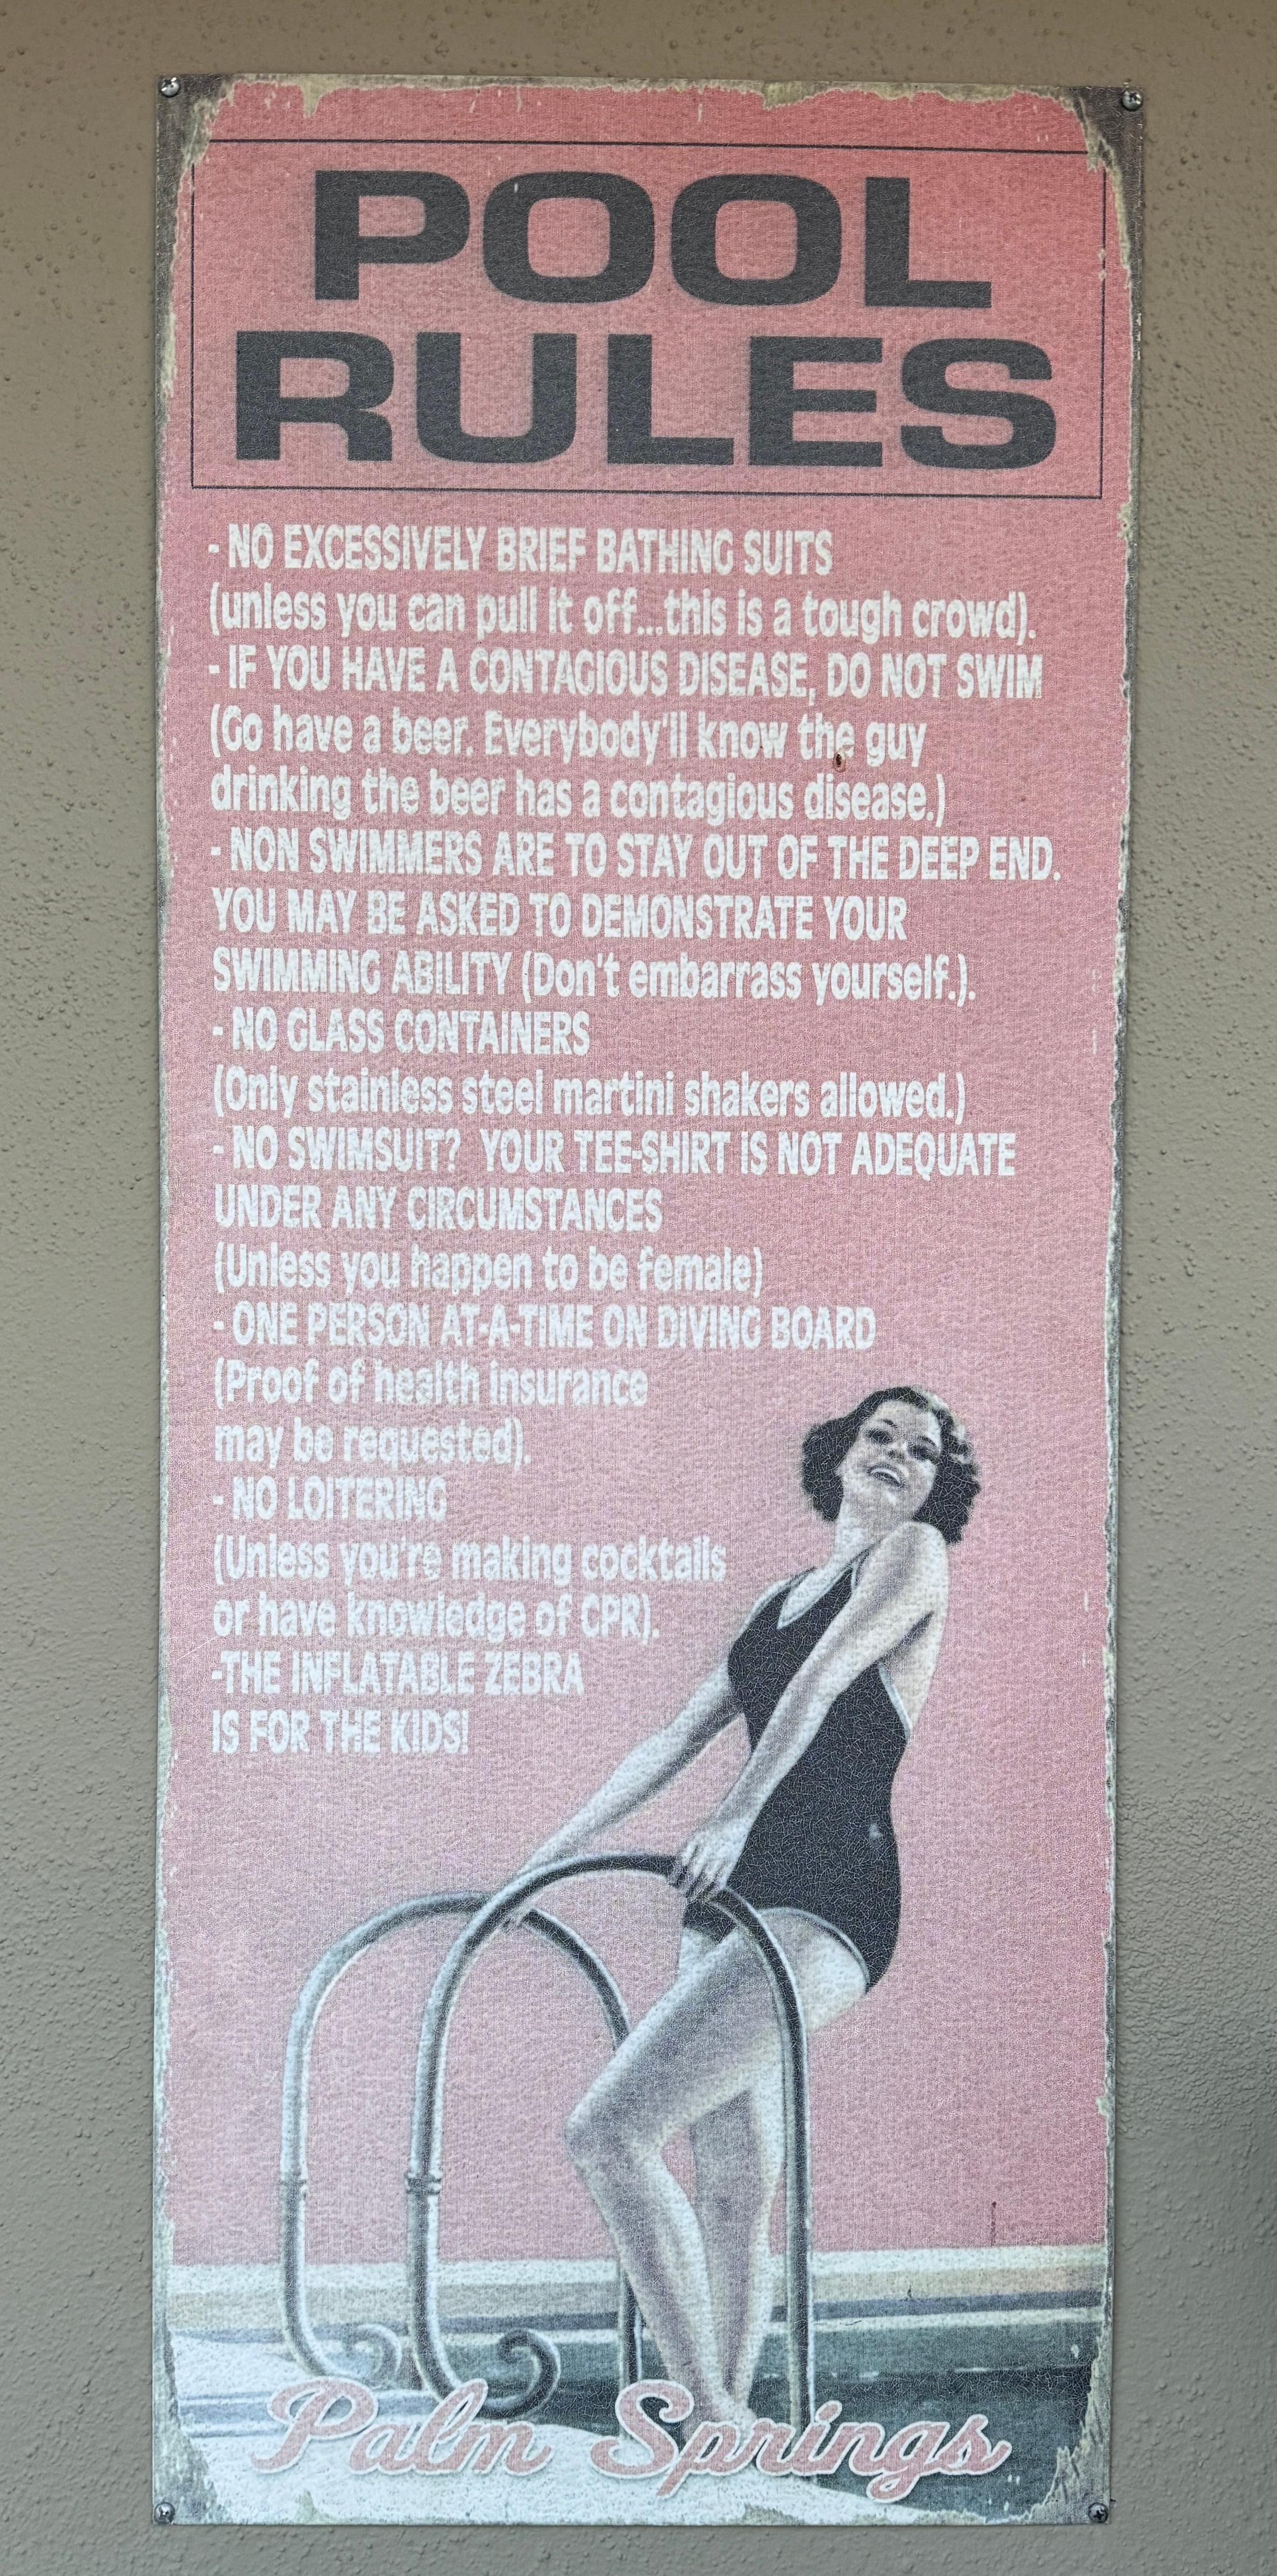 POOL
RULES
- NO EXCESSIVELY BRIEF BATHING SUITS
(unless you can pull it off...this is a tough crowd).
- IF YOU HAVE A CONTAGIOUS DISEASE, DO NOT SWIM
(Go have a beer. Everybody'll know the guy
drinking the beer has a contagious disease.)
- NON SWIMMERS ARE TO STAY OUT OF THE DEEP END.
YOU MAY BE ASKED TO DEMONSTRATE YOUR
SWIMMING ABILITY (Don't embarrass yourself.).
- NO GLASS CONTAINERS
(Only stainless steel martini shakers allowed.)
- NO SWIMSUIT? YOUR TEE-SHIRT IS NOT ADEQUATE
UNDER ANY CIRCUMSTANCES
(Unless you happen to be female)
- ONE PERSON AT-A-TIME ON DIVING BOARD
(Proof of health insurance
may be requested).
- NO LOITERING
(Unless you're making cocktails
or have knowledge of CPR).
-THE INFLATABLE ZEBRA
IS FOR THE KIDS!
Palm Springs